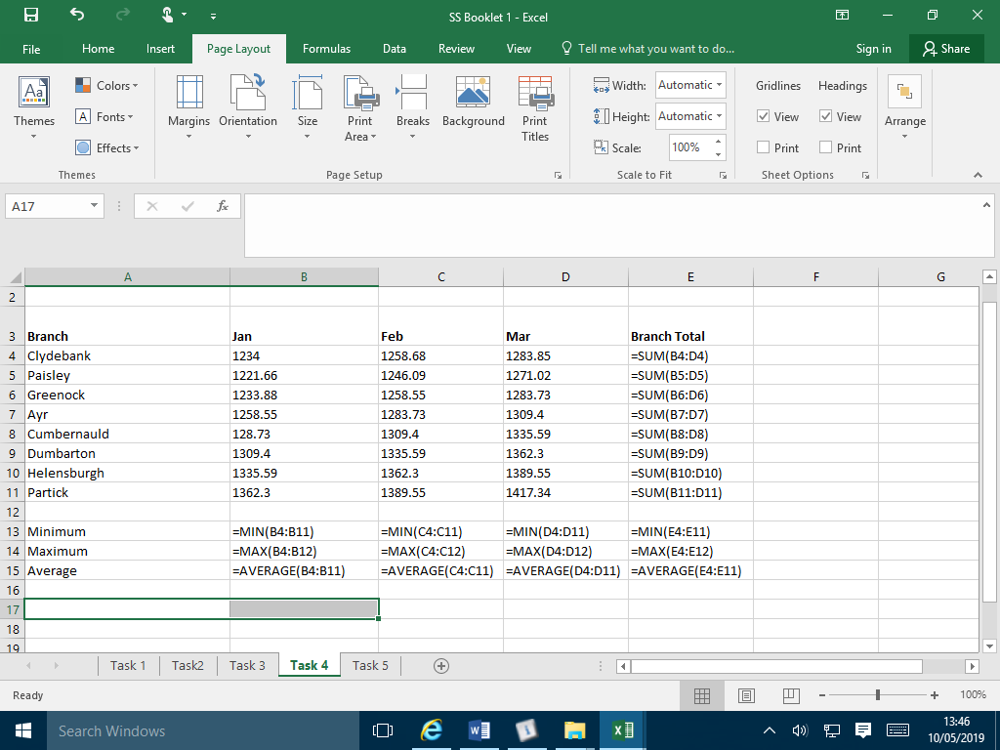 SS Booklet 1 - Excel
File Home Insert Page Layout Formulas Data Review View Tell me what you want to do... Sign in Share
Aa Themes
A Colors
Fonts
Effects
Themes
Margins Orientation Size Print Area Breaks Background Print Titles
Page Setup
Width: Automatic
Height: Automatic
Scale: 100%
Scale to Fit
Gridlines Headings
View View
Print Print
Sheet Options
Arrange
A17 fx
A B C D E F G
2
3 Branch Jan Feb Mar Branch Total
4 Clydebank 1234 1258.68 1283.85 =SUM(B4:D4)
5 Paisley 1221.66 1246.09 1271.02 =SUM(B5:D5)
6 Greenock 1233.88 1258.55 1283.73 =SUM(B6:D6)
7 Ayr 1258.55 1283.73 1309.4 =SUM(B7:D7)
8 Cumbernauld 128.73 1309.4 1335.59 =SUM(B8:D8)
9 Dumbarton 1309.4 1335.59 1362.3 =SUM(B9:D9)
10 Helensburgh 1335.59 1362.3 1389.55 =SUM(B10:D10)
11 Partick 1362.3 1389.55 1417.34 =SUM(B11:D11)
12
13 Minimum =MIN(B4:B11) =MIN(C4:C11) =MIN(D4:D11) =MIN(E4:E11)
14 Maximum =MAX(B4:B12) =MAX(C4:C12) =MAX(D4:D12) =MAX(E4:E12)
15 Average =AVERAGE(B4:B11) =AVERAGE(C4:C11) =AVERAGE(D4:D11) =AVERAGE(E4:E11)
16
17
18
19
Task 1 Task2 Task 3 Task 4 Task 5
Ready 100%
Search Windows
13:46
10/05/2019